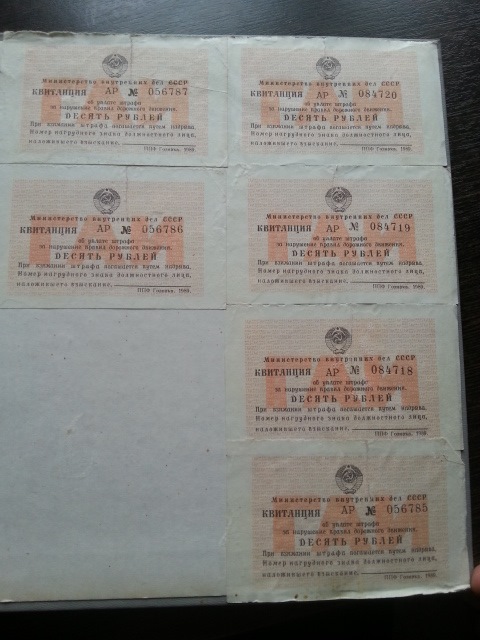 Министерство внутренних дел СССР
КВИТАНЦИЯ АР № 056787
об уплате штрафа
за нарушение правил дорожного движения.
ДЕСЯТЬ РУБЛЕЙ
При взимании штрафа погашается путем надрыва.
Номер нагрудного знака должностного лица,
наложившего взыскание.
ППФ Гознака. 1989.
Министерство внутренних дел СССР
КВИТАНЦИЯ АР № 056786
об уплате штрафа
за нарушение правил дорожного движения.
ДЕСЯТЬ РУБЛЕЙ
При взимании штрафа погашается путем надрыва.
Номер нагрудного знака должностного лица,
наложившего взыскание.
ППФ Гознака. 1989.
Министерство внутренних дел СССР
КВИТАНЦИЯ АР № 084720
об уплате штрафа
за нарушение правил дорожного движения.
ДЕСЯТЬ РУБЛЕЙ
При взимании штрафа погашается путем надрыва.
Номер нагрудного знака должностного лица,
наложившего взыскание.
ППФ Гознака. 1989.
Министерство внутренних дел СССР
КВИТАНЦИЯ АР № 084719
об уплате штрафа
за нарушение правил дорожного движения.
ДЕСЯТЬ РУБЛЕЙ
При взимании штрафа погашается путем надрыва.
Номер нагрудного знака должностного лица,
наложившего взыскание.
ППФ Гознака. 1989.
Министерство внутренних дел СССР
КВИТАНЦИЯ АР № 084718
об уплате штрафа
за нарушение правил дорожного движения.
ДЕСЯТЬ РУБЛЕЙ
При взимании штрафа погашается путем надрыва.
Номер нагрудного знака должностного лица,
наложившего взыскание.
ППФ Гознака. 1989.
Министерство внутренних дел СССР
КВИТАНЦИЯ АР № 056785
об уплате штрафа
за нарушение правил дорожного движения.
ДЕСЯТЬ РУБЛЕЙ
При взимании штрафа погашается путем надрыва.
Номер нагрудного знака должностного лица,
наложившего взыскание.
ППФ Гознака. 1989.